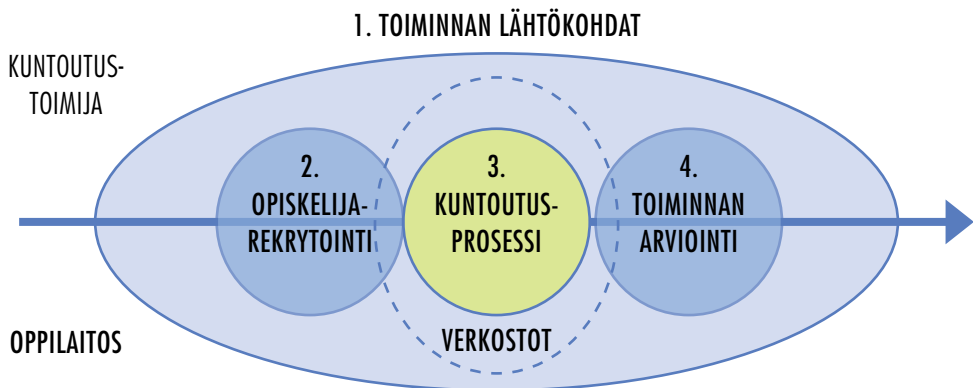 1. TOIMINNAN LÄHTÖKOHDAT
KUNTOUTUS-
TOIMIJA
2.
OPISKELIJA-
REKRYTOINTI
3.
KUNTOUTUS-
PROSESSI
4.
TOIMINNAN
ARVIOINTI
OPPILAITOS
VERKOSTOT